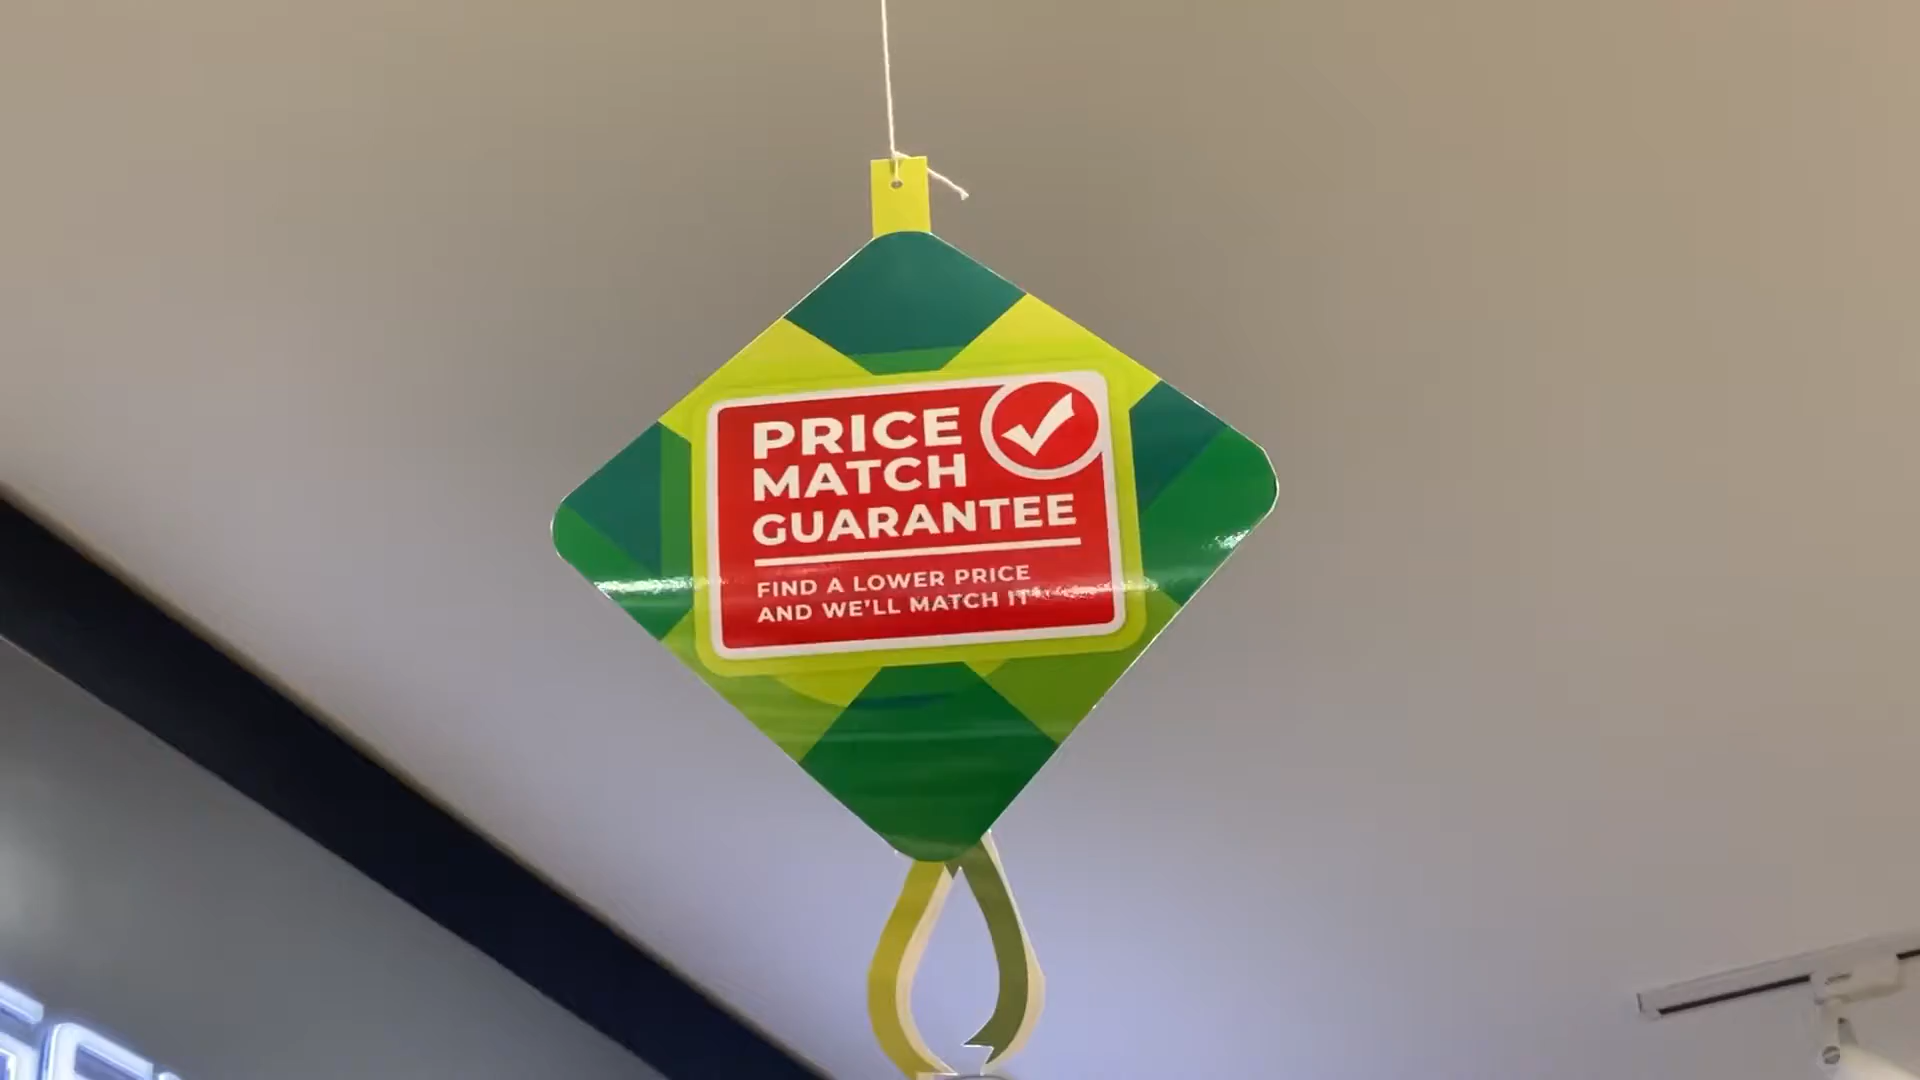 PRICE
MATCH
GUARANTEE
FIND A LOWER PRICE
AND WE'LL MATCH IT